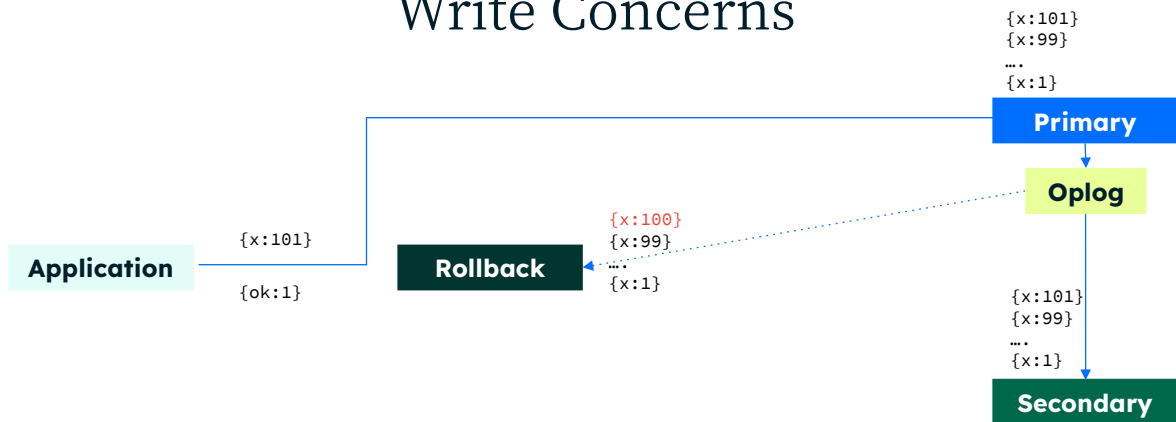 Write Concerns
{x:101}
{x:99}
….
{x:1}
Primary
Oplog
{x:100}
{x:99}
….
{x:1}
{x:101}
Application
Rollback
{ok:1}
{x:101}
{x:99}
….
{x:1}
Secondary